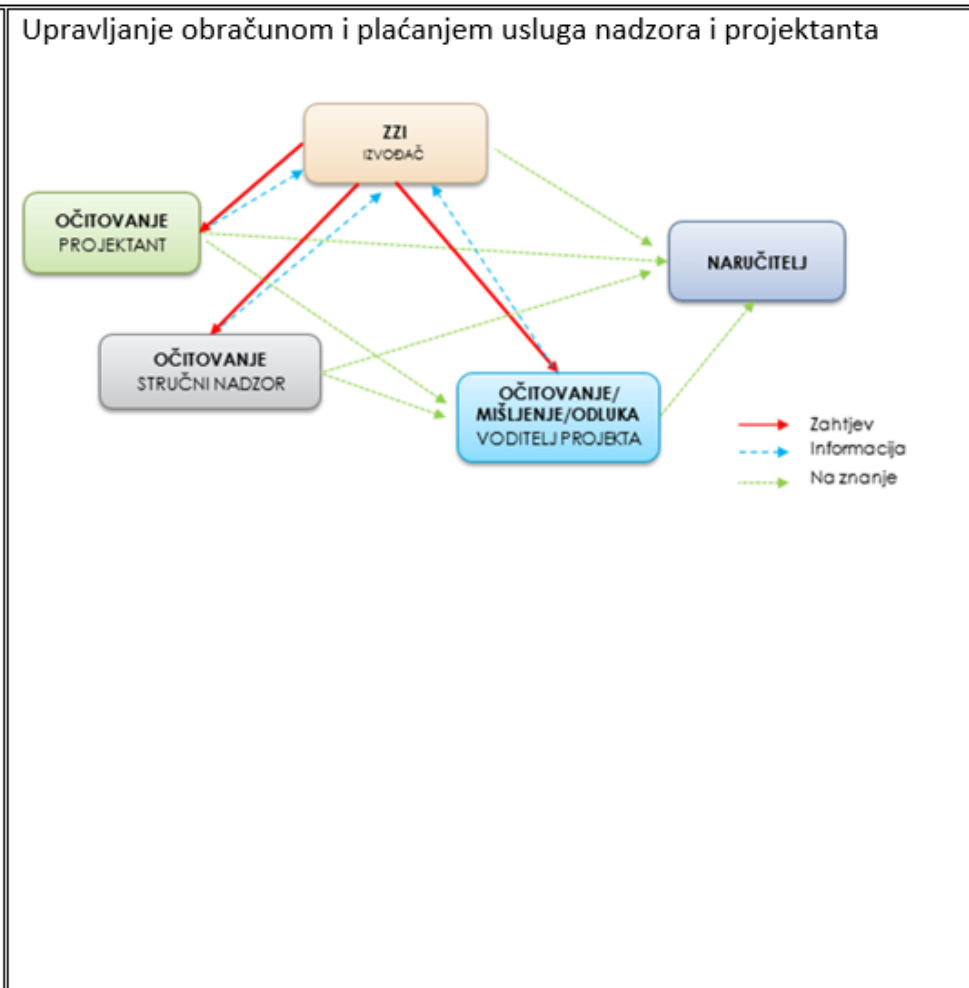 Upravljanje obračunom i plaćanjem usluga nadzora i projektanta
ZZI
IZVOĐAČ
OČITOVANJE
PROJEKTANT
NARUČITELJ
OČITOVANJE
STRUČNI NADZOR
OČITOVANJE/
MIŠLJENJE/ODLUKA
VODITELJ PROJEKTA
Zahtjev
Informacija
Na znanje